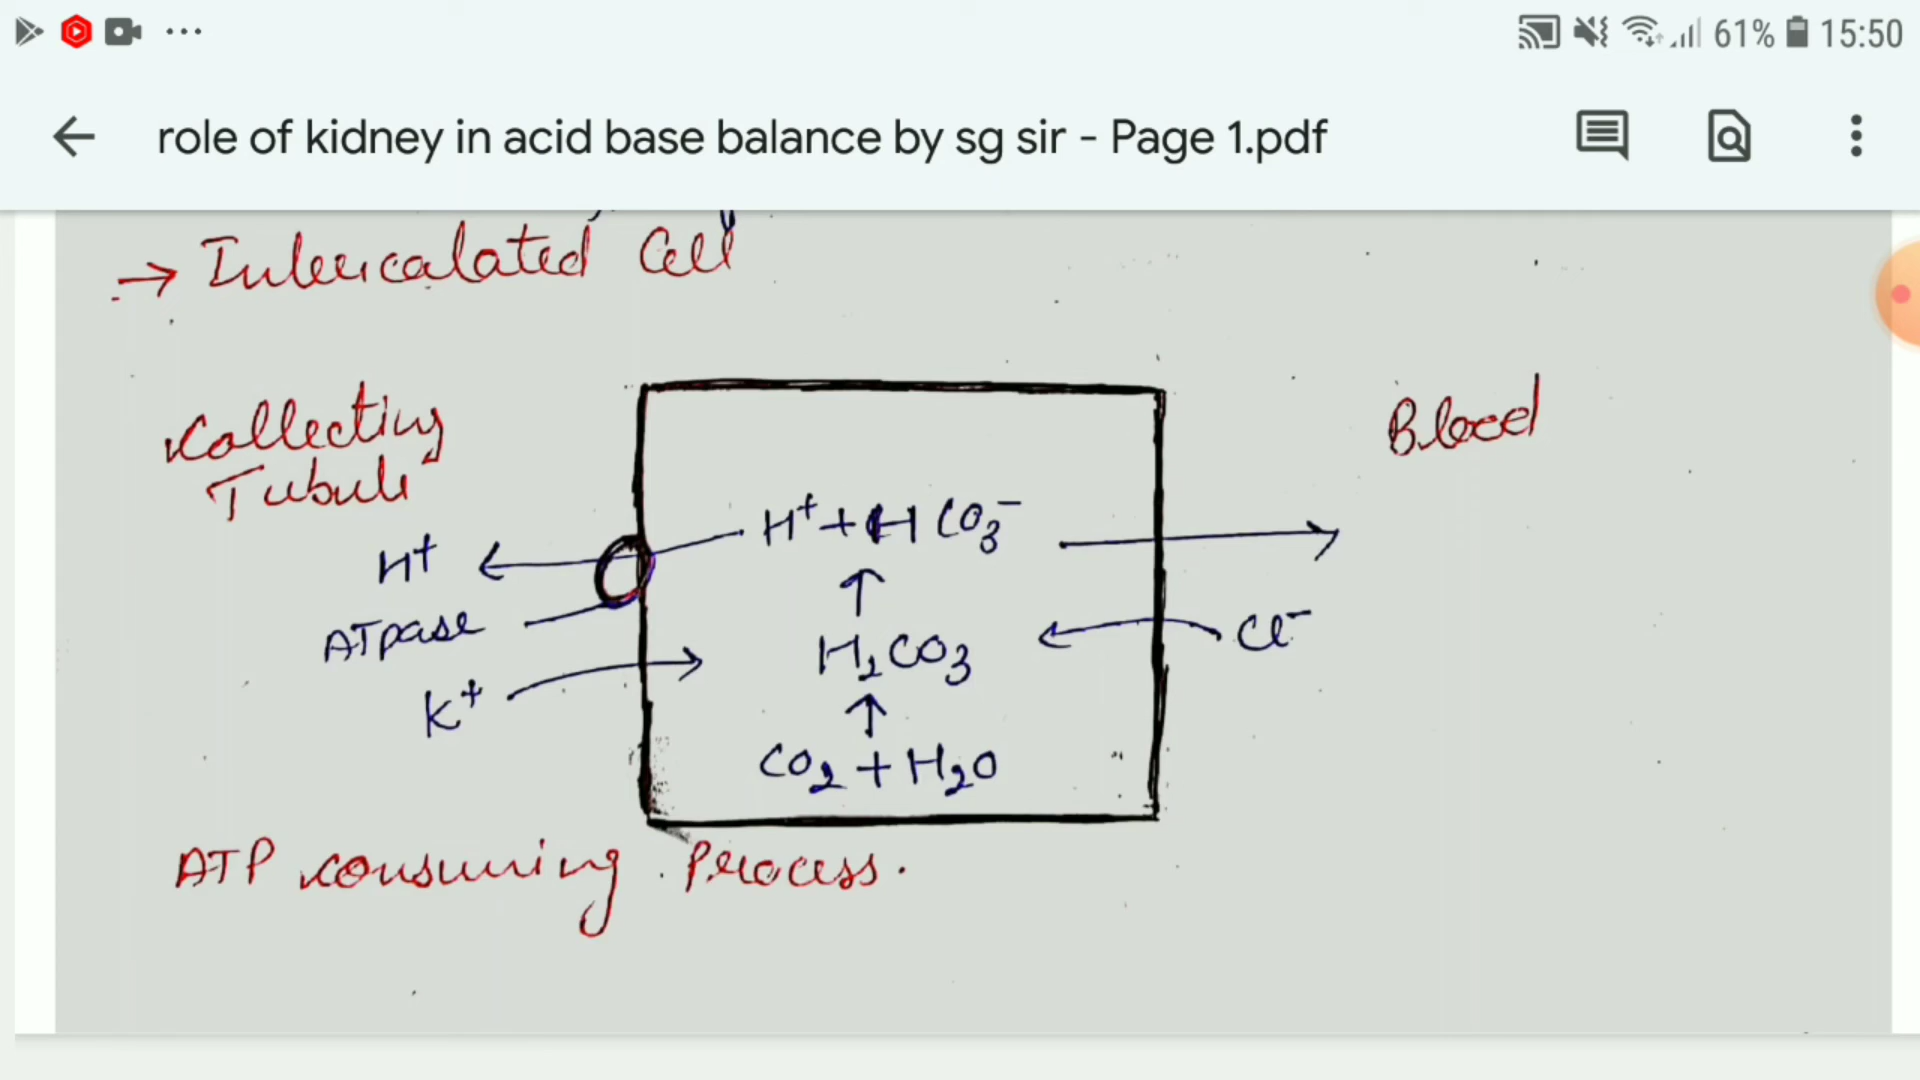 61% 15:50
role of kidney in acid base balance by sg sir - Page 1.pdf
→ Intercalated Cell
Collecting
Tubule
Blood
H⁺ + HCO₃⁻
H⁺
ATPase
H₂CO₃
Cl⁻
K⁺
CO₂ + H₂O
ATP consuming Process.